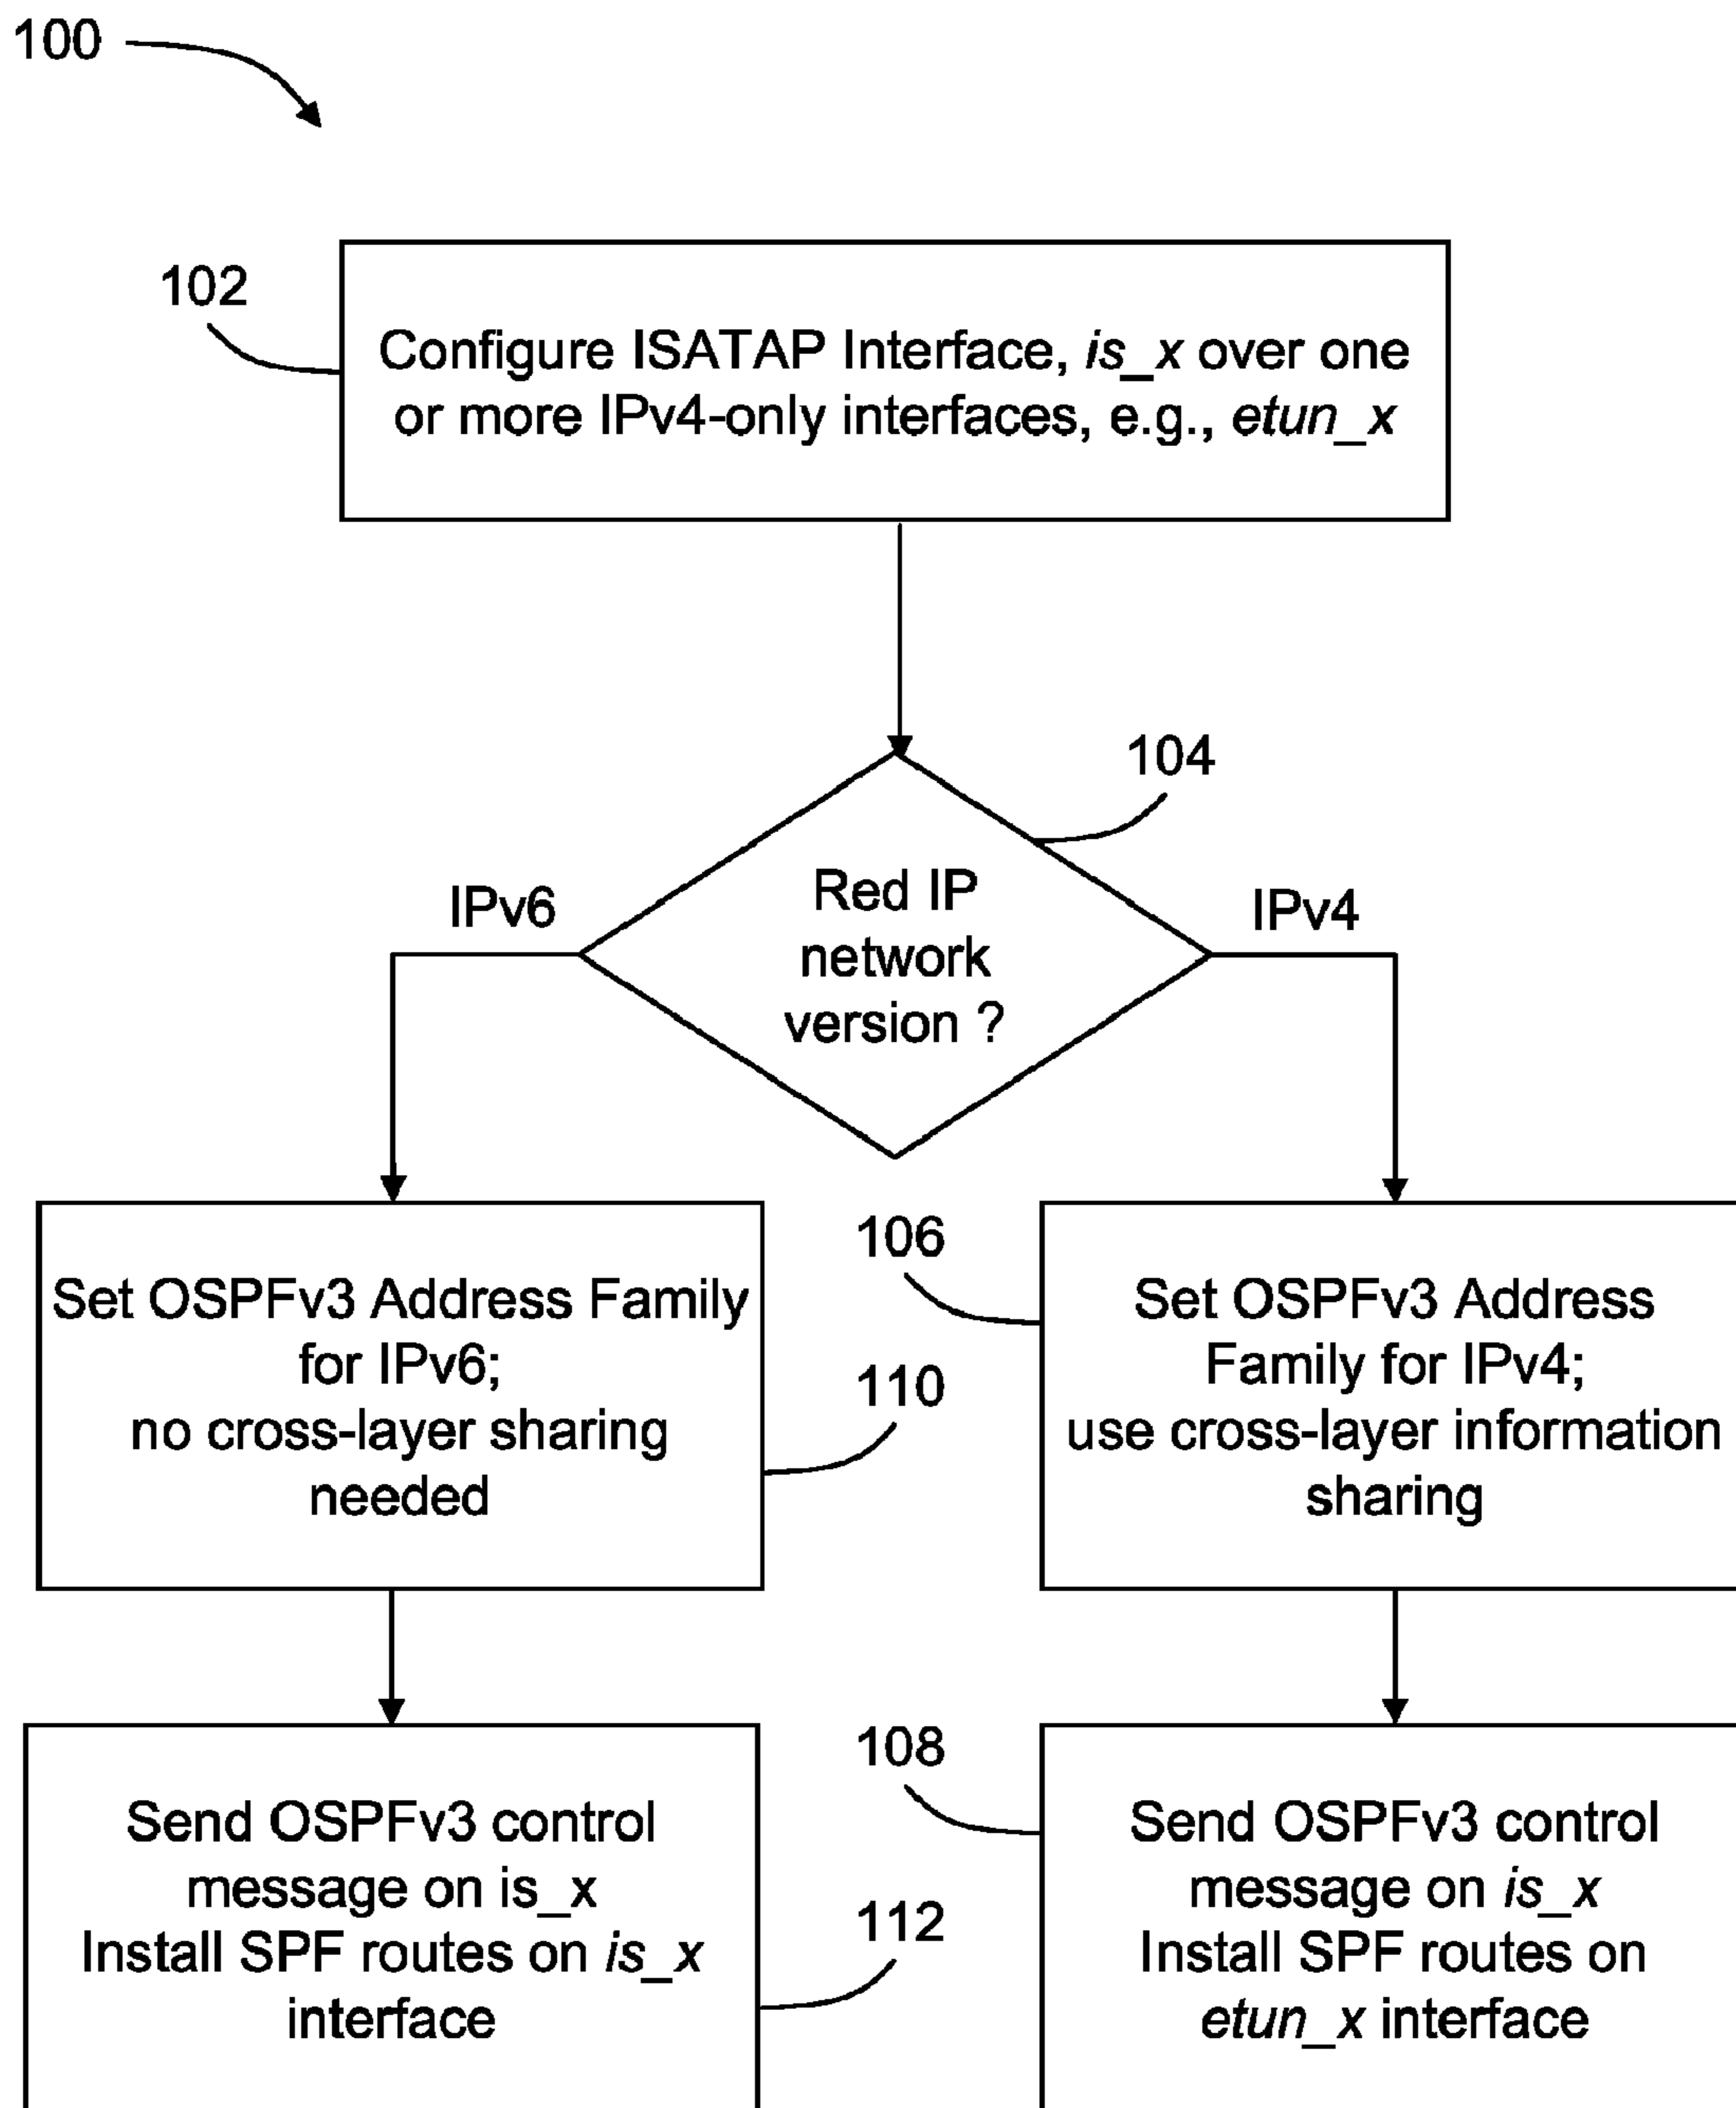 100
102
Configure ISATAP Interface, is_x over one
or more IPv4-only interfaces, e.g., etun_x
104
Red IP
network
version ?
IPv6
IPv4
Set OSPFv3 Address Family
for IPv6;
no cross-layer sharing
needed
110
106
Set OSPFv3 Address
Family for IPv4;
use cross-layer information
sharing
Send OSPFv3 control
message on is_x
Install SPF routes on is_x
interface
112
108
Send OSPFv3 control
message on is_x
Install SPF routes on
etun_x interface